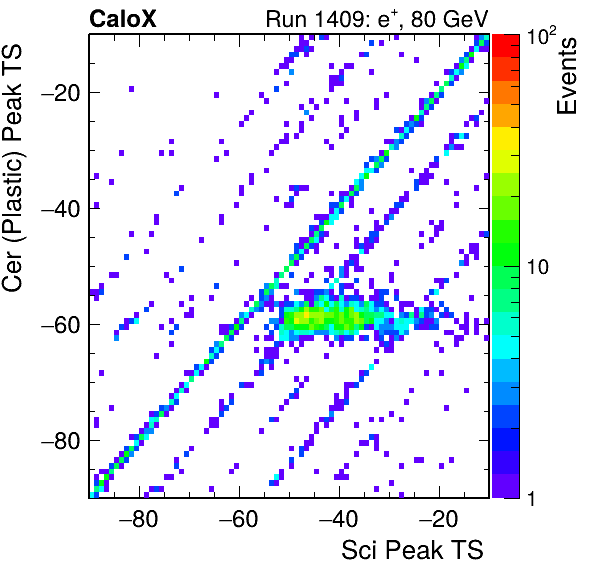 CaloX Run 1409: e⁺, 80 GeV
Cer (Plastic) Peak TS
−20
−40
−60
−80
−80 −60 −40 −20
Sci Peak TS
10²
10
1
Events